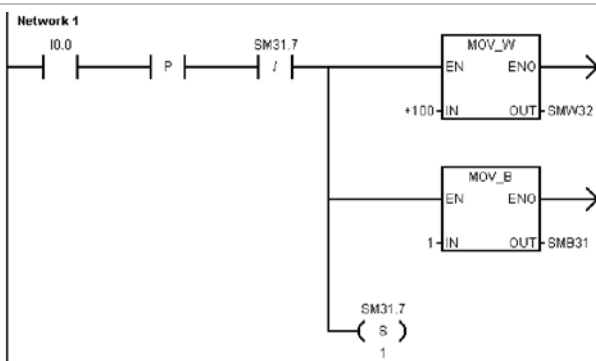 Network 1
I0.0
SM31.7
MOV_W
P
/
EN
ENO
+100
IN
OUT
SMW32
MOV_B
EN
ENO
1
IN
OUT
SMB31
SM31.7
S
1